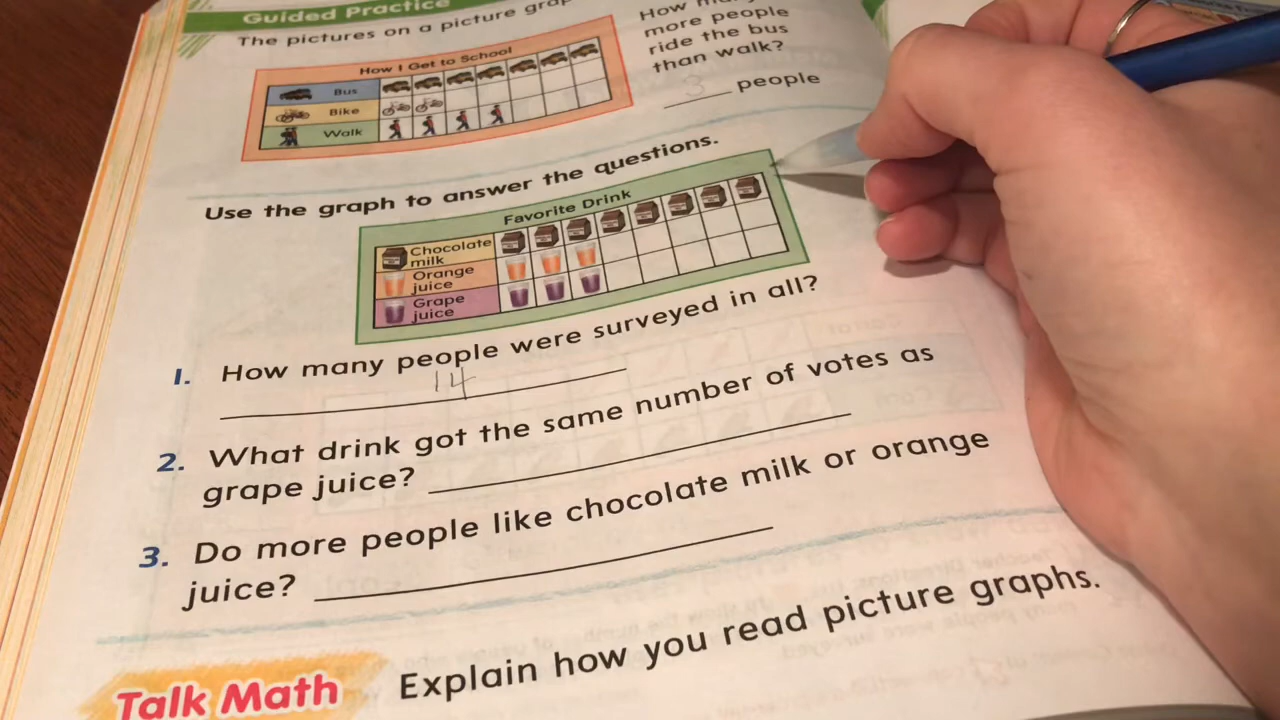 Guided Practice
The pictures on a picture
How
more people
ride the bus
than walk?
3 people
How I Get to School
Bus
Bike
Walk
Use the graph to answer the questions.
Favorite Drink
Chocolate
milk
Orange
juice
Grape
juice
1. How many people were surveyed in all?
14
2. What drink got the same number of votes as
grape juice?
3. Do more people like chocolate milk or orange
juice?
Talk Math Explain how you read picture graphs.